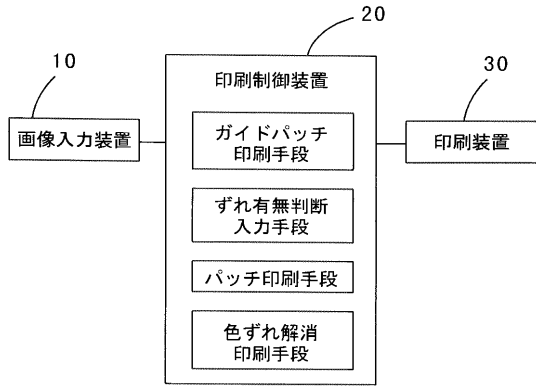 10
画像入力装置
20
印刷制御装置
ガイドパッチ
印刷手段
ずれ有無判断
入力手段
パッチ印刷手段
色ずれ解消
印刷手段
30
印刷装置